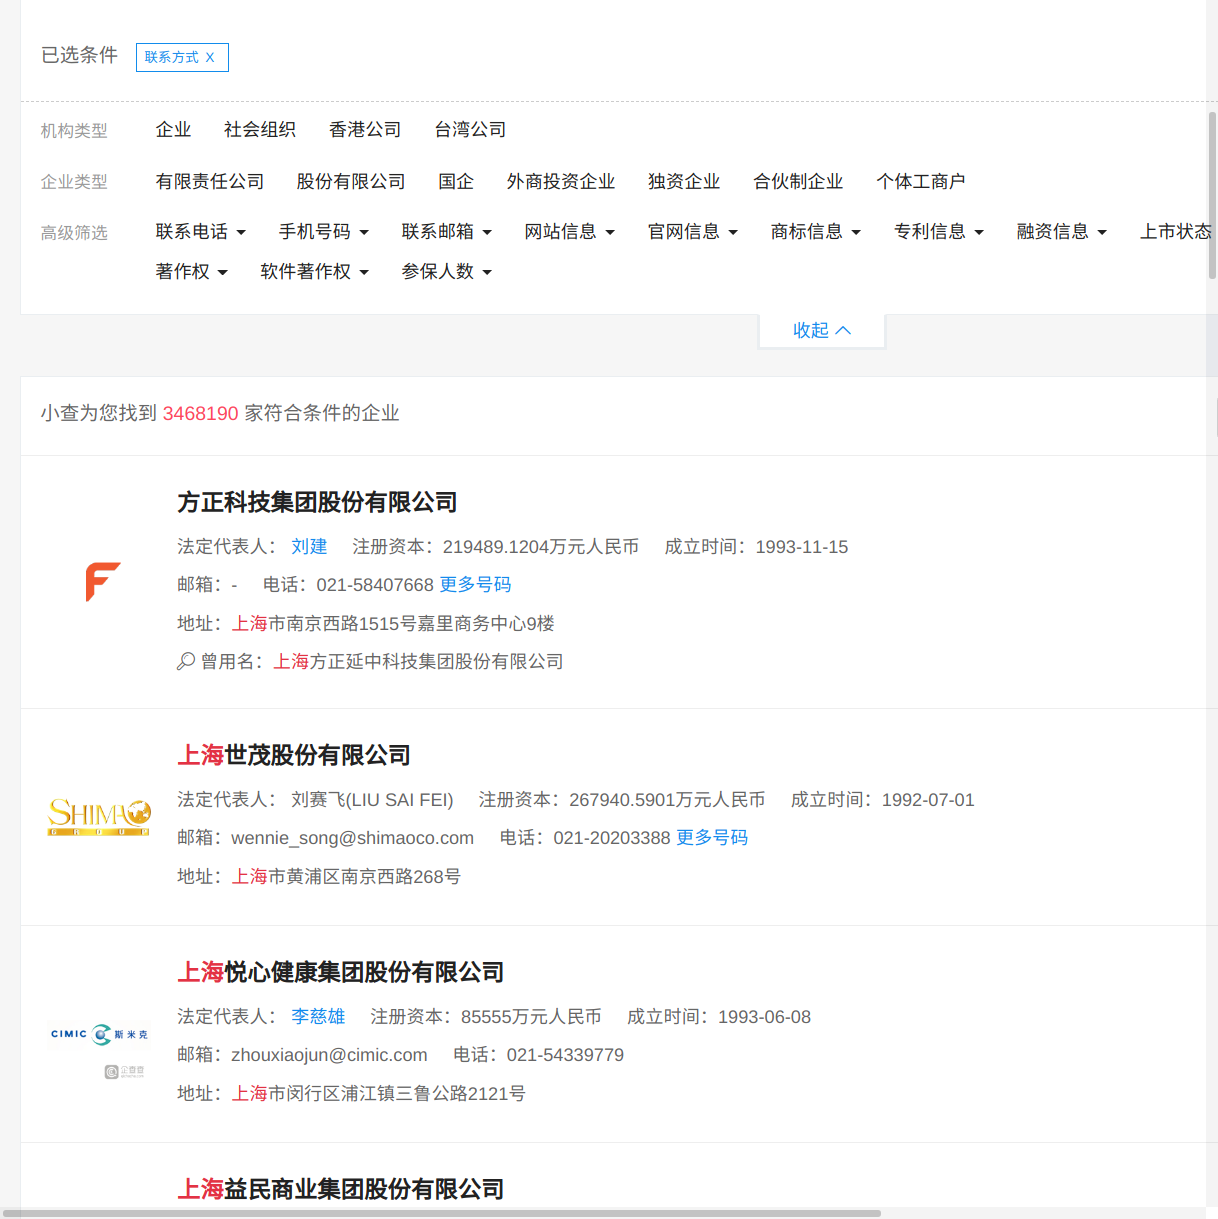 已选条件 联系方式 X
机构类型 企业 社会组织 香港公司 台湾公司
企业类型 有限责任公司 股份有限公司 国企 外商投资企业 独资企业 合伙制企业 个体工商户
高级筛选 联系电话 手机号码 联系邮箱 网站信息 官网信息 商标信息 专利信息 融资信息 上市状态
著作权 软件著作权 参保人数
收起
小查为您找到 3468190 家符合条件的企业
方正科技集团股份有限公司
法定代表人： 刘建 注册资本：219489.1204万元人民币 成立时间：1993-11-15
邮箱：- 电话：021-58407668 更多号码
地址：上海市南京西路1515号嘉里商务中心9楼
曾用名：上海方正延中科技集团股份有限公司
上海世茂股份有限公司
SHIMAO
法定代表人： 刘赛飞(LIU SAI FEI) 注册资本：267940.5901万元人民币 成立时间：1992-07-01
邮箱：wennie_song@shimaoco.com 电话：021-20203388 更多号码
地址：上海市黄浦区南京西路268号
上海悦心健康集团股份有限公司
法定代表人： 李慈雄 注册资本：85555万元人民币 成立时间：1993-06-08
CIMIC 斯米克
邮箱：zhouxiaojun@cimic.com 电话：021-54339779
企查查
地址：上海市闵行区浦江镇三鲁公路2121号
上海益民商业集团股份有限公司